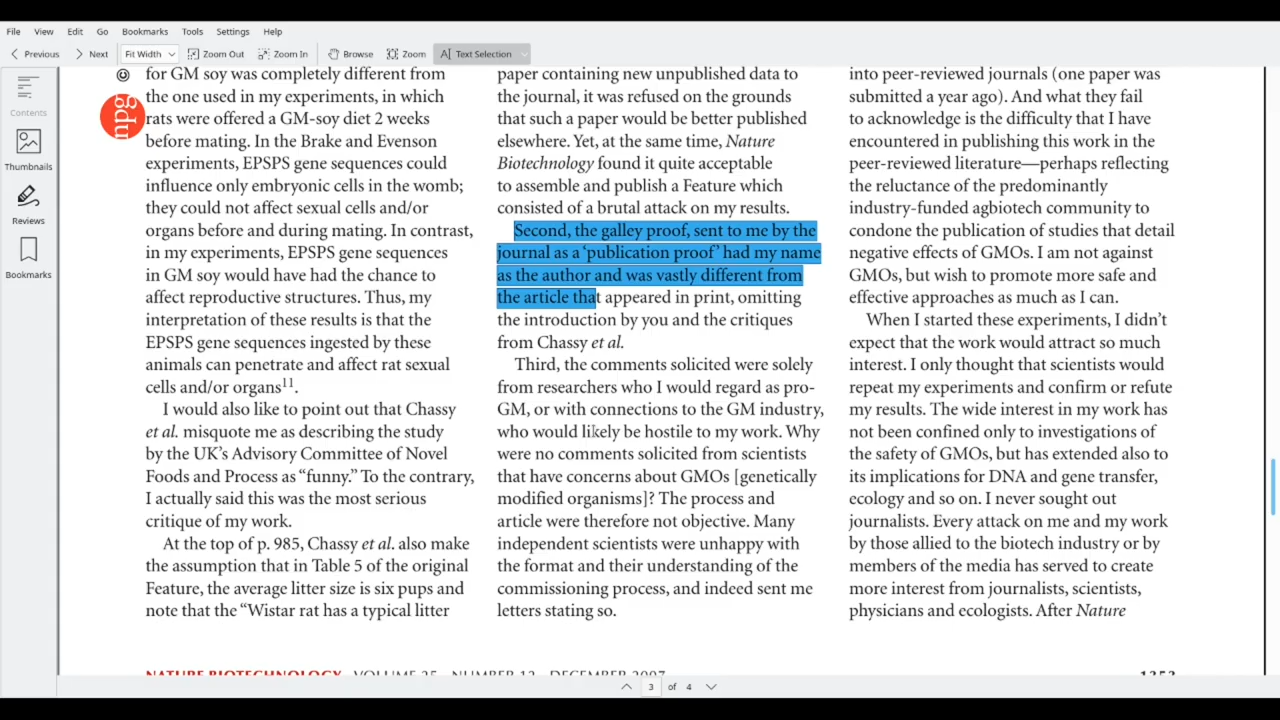 File View Edit Go Bookmarks Tools Settings Help
Previous Next Fit Width Zoom Out Zoom In Browse Zoom Text Selection
Contents
Thumbnails
Reviews
Bookmarks
npg
for GM soy was completely different from
the one used in my experiments, in which
rats were offered a GM-soy diet 2 weeks
before mating. In the Brake and Evenson
experiments, EPSPS gene sequences could
influence only embryonic cells in the womb;
they could not affect sexual cells and/or
organs before and during mating. In contrast,
in my experiments, EPSPS gene sequences
in GM soy would have had the chance to
affect reproductive structures. Thus, my
interpretation of these results is that the
EPSPS gene sequences ingested by these
animals can penetrate and affect rat sexual
cells and/or organs¹¹.
I would also like to point out that Chassy
et al. misquote me as describing the study
by the UK’s Advisory Committee of Novel
Foods and Process as “funny.” To the contrary,
I actually said this was the most serious
critique of my work.
At the top of p. 985, Chassy et al. also make
the assumption that in Table 5 of the original
Feature, the average litter size is six pups and
note that the “Wistar rat has a typical litter
paper containing new unpublished data to
the journal, it was refused on the grounds
that such a paper would be better published
elsewhere. Yet, at the same time, Nature
Biotechnology found it quite acceptable
to assemble and publish a Feature which
consisted of a brutal attack on my results.
Second, the galley proof, sent to me by the
journal as a ‘publication proof’ had my name
as the author and was vastly different from
the article that appeared in print, omitting
the introduction by you and the critiques
from Chassy et al.
Third, the comments solicited were solely
from researchers who I would regard as pro-
GM, or with connections to the GM industry,
who would likely be hostile to my work. Why
were no comments solicited from scientists
that have concerns about GMOs [genetically
modified organisms]? The process and
article were therefore not objective. Many
independent scientists were unhappy with
the format and their understanding of the
commissioning process, and indeed sent me
letters stating so.
into peer-reviewed journals (one paper was
submitted a year ago). And what they fail
to acknowledge is the difficulty that I have
encountered in publishing this work in the
peer-reviewed literature—perhaps reflecting
the reluctance of the predominantly
industry-funded agbiotech community to
condone the publication of studies that detail
negative effects of GMOs. I am not against
GMOs, but wish to promote more safe and
effective approaches as much as I can.
When I started these experiments, I didn’t
expect that the work would attract so much
interest. I only thought that scientists would
repeat my experiments and confirm or refute
my results. The wide interest in my work has
not been confined only to investigations of
the safety of GMOs, but has extended also to
its implications for DNA and gene transfer,
ecology and so on. I never sought out
journalists. Every attack on me and my work
by those allied to the biotech industry or by
members of the media has served to create
more interest from journalists, scientists,
physicians and ecologists. After Nature
NATURE BIOTECHNOLOGY VOLUME 25 NUMBER 12 DECEMBER 2007 1353
3 of 4